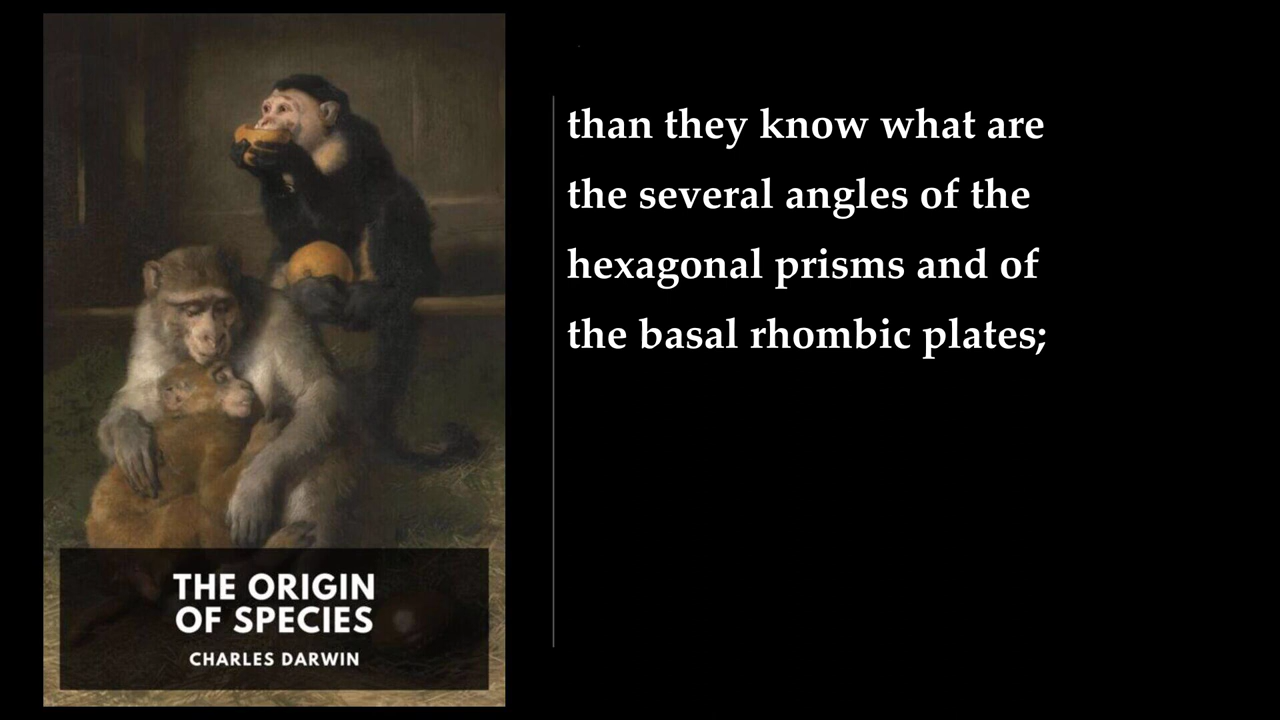 than they know what are
the several angles of the
hexagonal prisms and of
the basal rhombic plates;
THE ORIGIN
OF SPECIES
CHARLES DARWIN